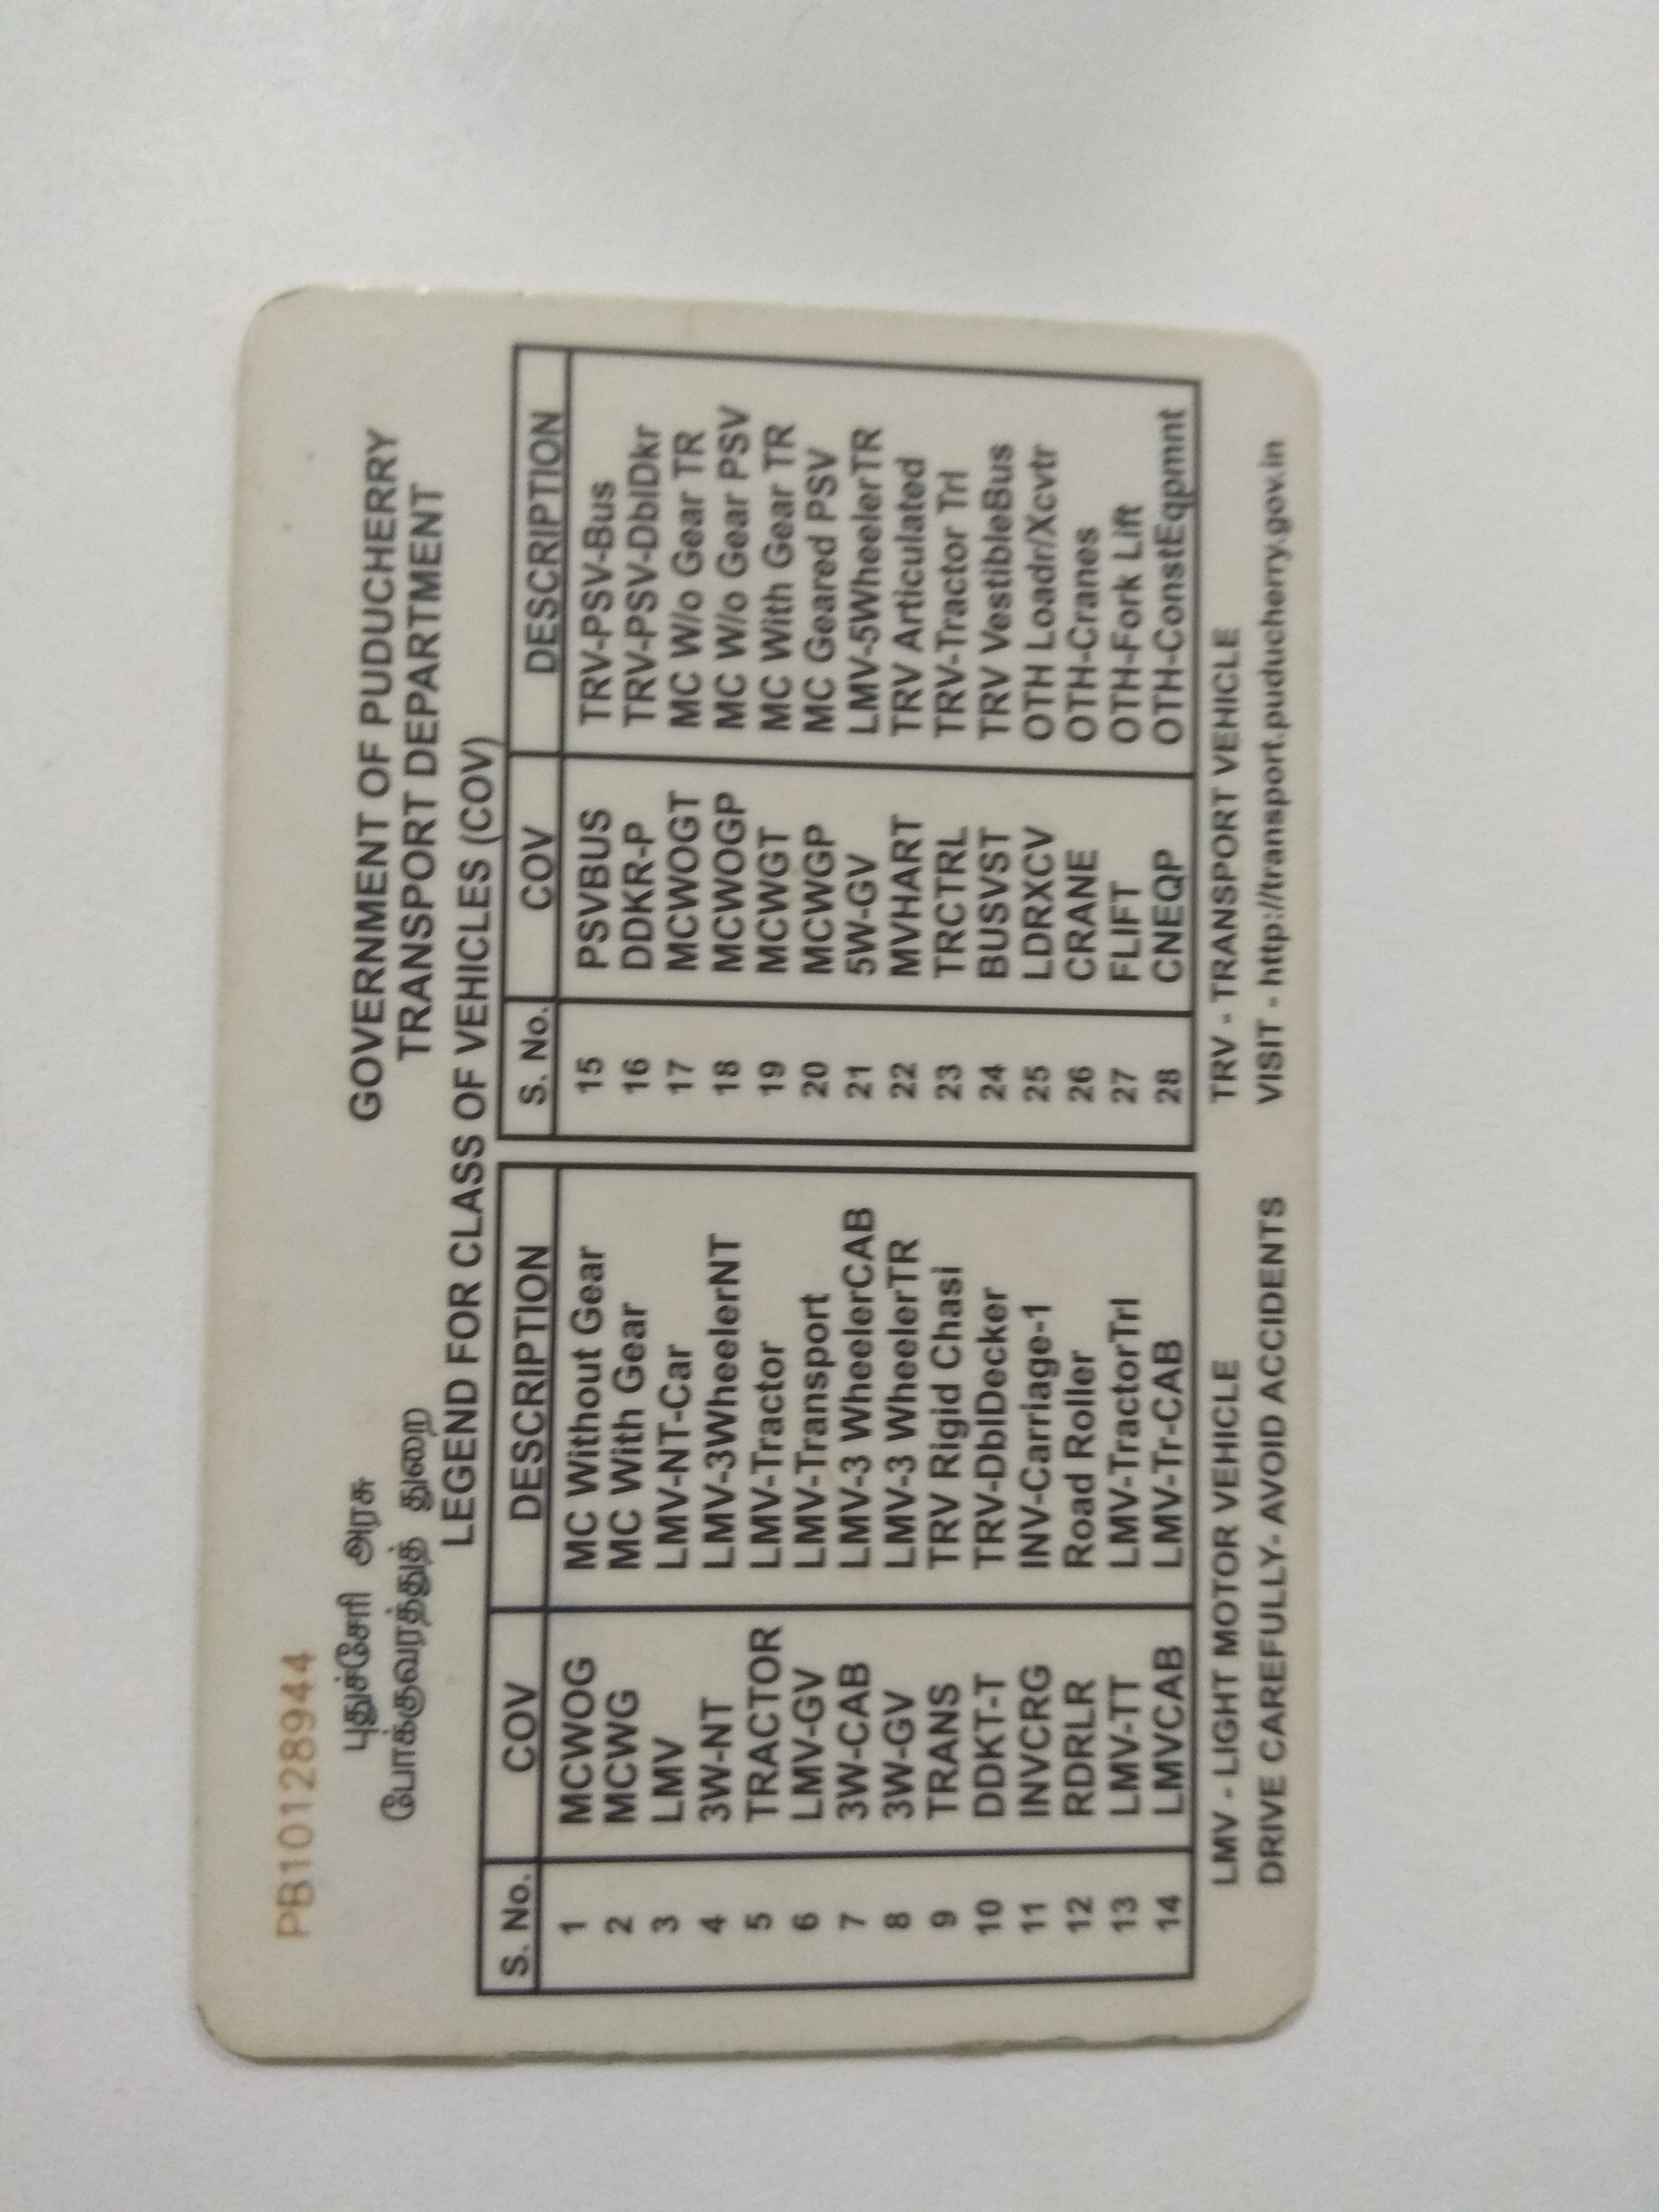 PB10128944
புதுச்சேரி அரசு GOVERNMENT OF PUDUCHERRY
போக்குவரத்துத் துறை TRANSPORT DEPARTMENT
LEGEND FOR CLASS OF VEHICLES (COV)
S. No. COV DESCRIPTION S. No. COV DESCRIPTION
1 MCWOG MC Without Gear 15 PSVBUS TRV-PSV-Bus
2 MCWG MC With Gear 16 DDKR-P TRV-PSV-DblDkr
3 LMV LMV-NT-Car 17 MCWOGT MC W/o Gear TR
4 3W-NT LMV-3WheelerNT 18 MCWOGP MC W/o Gear PSV
5 TRACTOR LMV-Tractor 19 MCWGT MC With Gear TR
6 LMV-GV LMV-Transport 20 MCWGP MC Geared PSV
7 3W-CAB LMV-3 WheelerCAB 21 5W-GV LMV-5WheelerTR
8 3W-GV LMV-3 WheelerTR 22 MVHART TRV Articulated
9 TRANS TRV Rigid Chasi 23 TRCTRL TRV-Tractor Trl
10 DDKT-T TRV-DblDecker 24 BUSVST TRV VestibleBus
11 INVCRG INV-Carriage-1 25 LDRXCV OTH Loadr/Xcvtr
12 RDRLR Road Roller 26 CRANE OTH-Cranes
13 LMV-TT LMV-TractorTrl 27 FLIFT OTH-Fork Lift
14 LMVCAB LMV-Tr-CAB 28 CNEQP OTH-ConstEqpmnt
LMV - LIGHT MOTOR VEHICLE TRV - TRANSPORT VEHICLE
DRIVE CAREFULLY- AVOID ACCIDENTS VISIT - http://transport.puducherry.gov.in